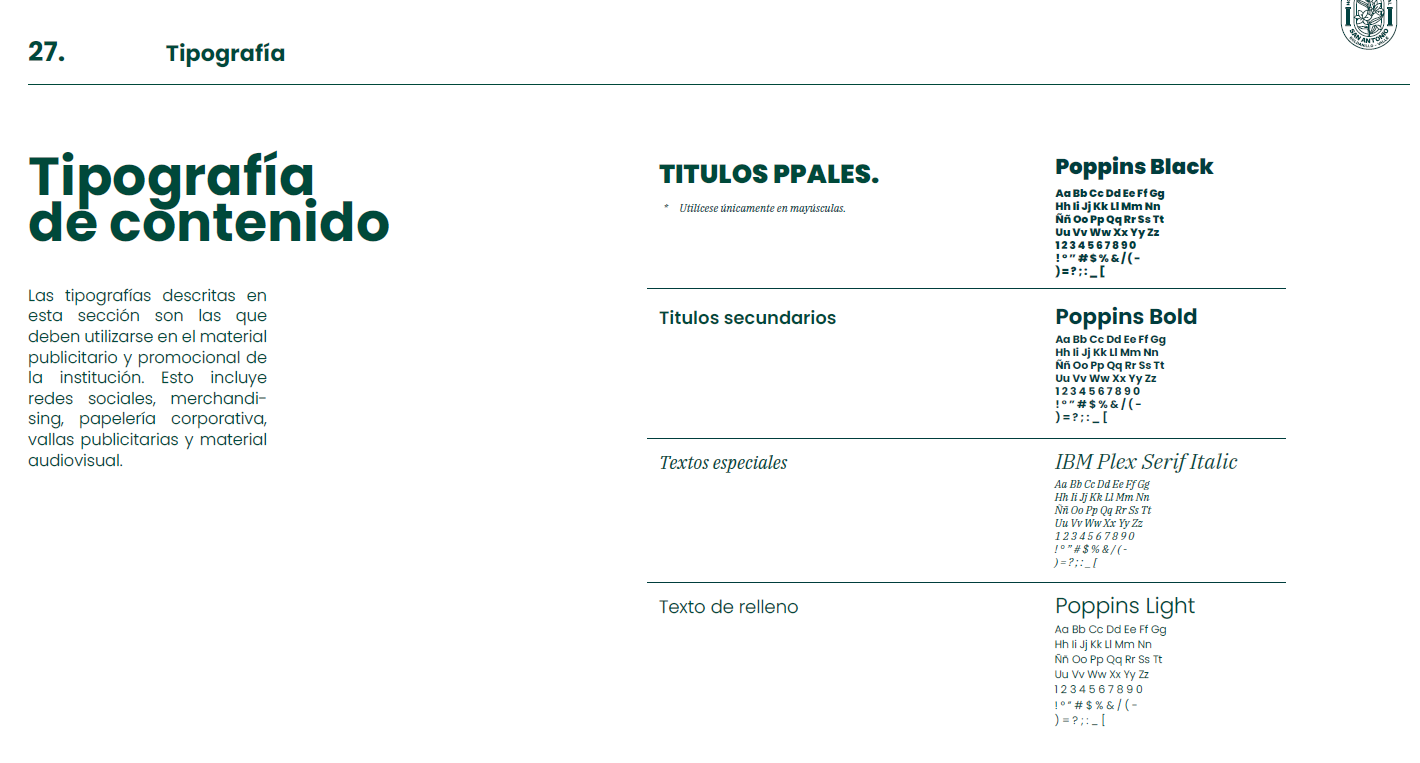 27.
Tipografía
SAN ANTONIO
ROLDANILLO - VALLE
Tipografía
de contenido
Las tipografías descritas en
esta sección son las que
deben utilizarse en el material
publicitario y promocional de
la institución. Esto incluye
redes sociales, merchandi-
sing, papelería corporativa,
vallas publicitarias y material
audiovisual.
TITULOS PPALES.
* Utilícese únicamente en mayúsculas.
Poppins Black
Aa Bb Cc Dd Ee Ff Gg
Hh Ii Jj Kk Ll Mm Nn
Ññ Oo Pp Qq Rr Ss Tt
Uu Vv Ww Xx Yy Zz
1 2 3 4 5 6 7 8 9 0
! º " # $ % & / ( -
) = ? ; : _ [
Titulos secundarios
Poppins Bold
Aa Bb Cc Dd Ee Ff Gg
Hh Ii Jj Kk Ll Mm Nn
Ññ Oo Pp Qq Rr Ss Tt
Uu Vv Ww Xx Yy Zz
1 2 3 4 5 6 7 8 9 0
! º " # $ % & / ( -
) = ? ; : _ [
Textos especiales
IBM Plex Serif Italic
Aa Bb Cc Dd Ee Ff Gg
Hh Ii Jj Kk Ll Mm Nn
Ññ Oo Pp Qq Rr Ss Tt
Uu Vv Ww Xx Yy Zz
1 2 3 4 5 6 7 8 9 0
! º " # $ % & / ( -
) = ? ; : _ [
Texto de relleno
Poppins Light
Aa Bb Cc Dd Ee Ff Gg
Hh Ii Jj Kk Ll Mm Nn
Ññ Oo Pp Qq Rr Ss Tt
Uu Vv Ww Xx Yy Zz
1 2 3 4 5 6 7 8 9 0
! º " # $ % & / ( -
) = ? ; : _ [